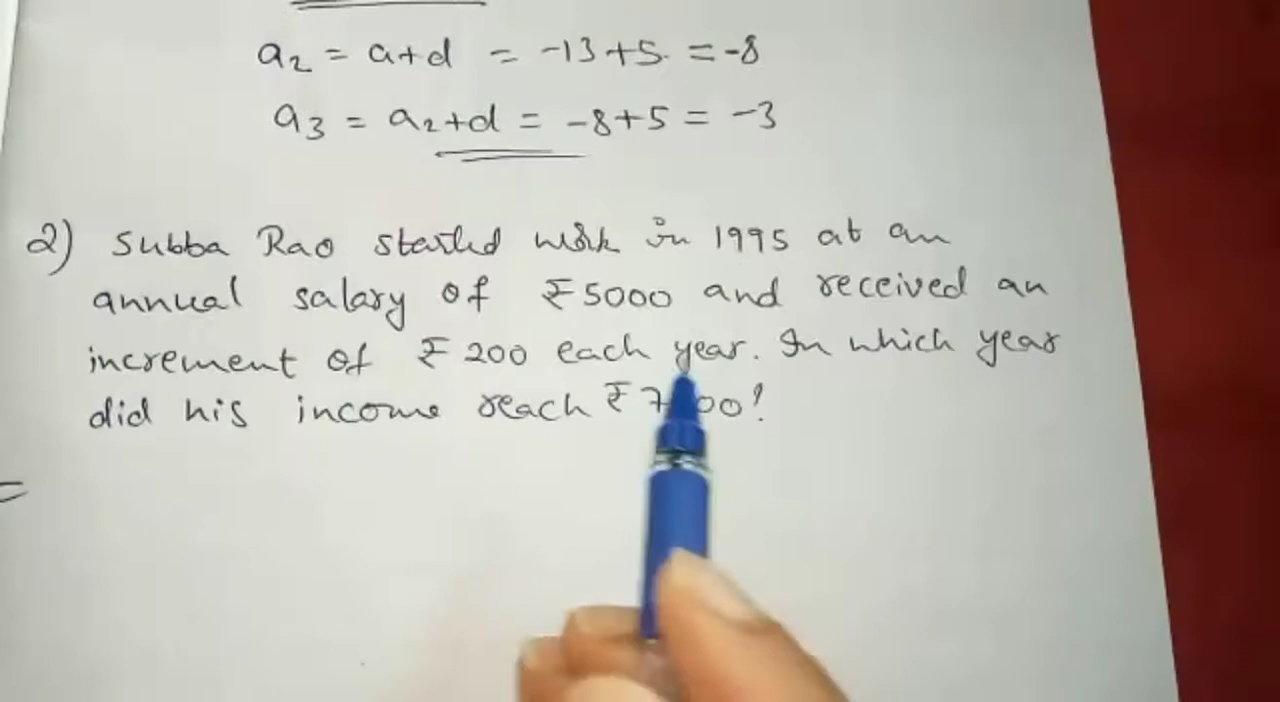 a₂ = a+d = -13+5 = -8
a₃ = a₂+d = -8+5 = -3
2) Subba Rao started work in 1995 at an
annual salary of ₹5000 and received an
increment of ₹ 200 each year. In which year
did his income reach